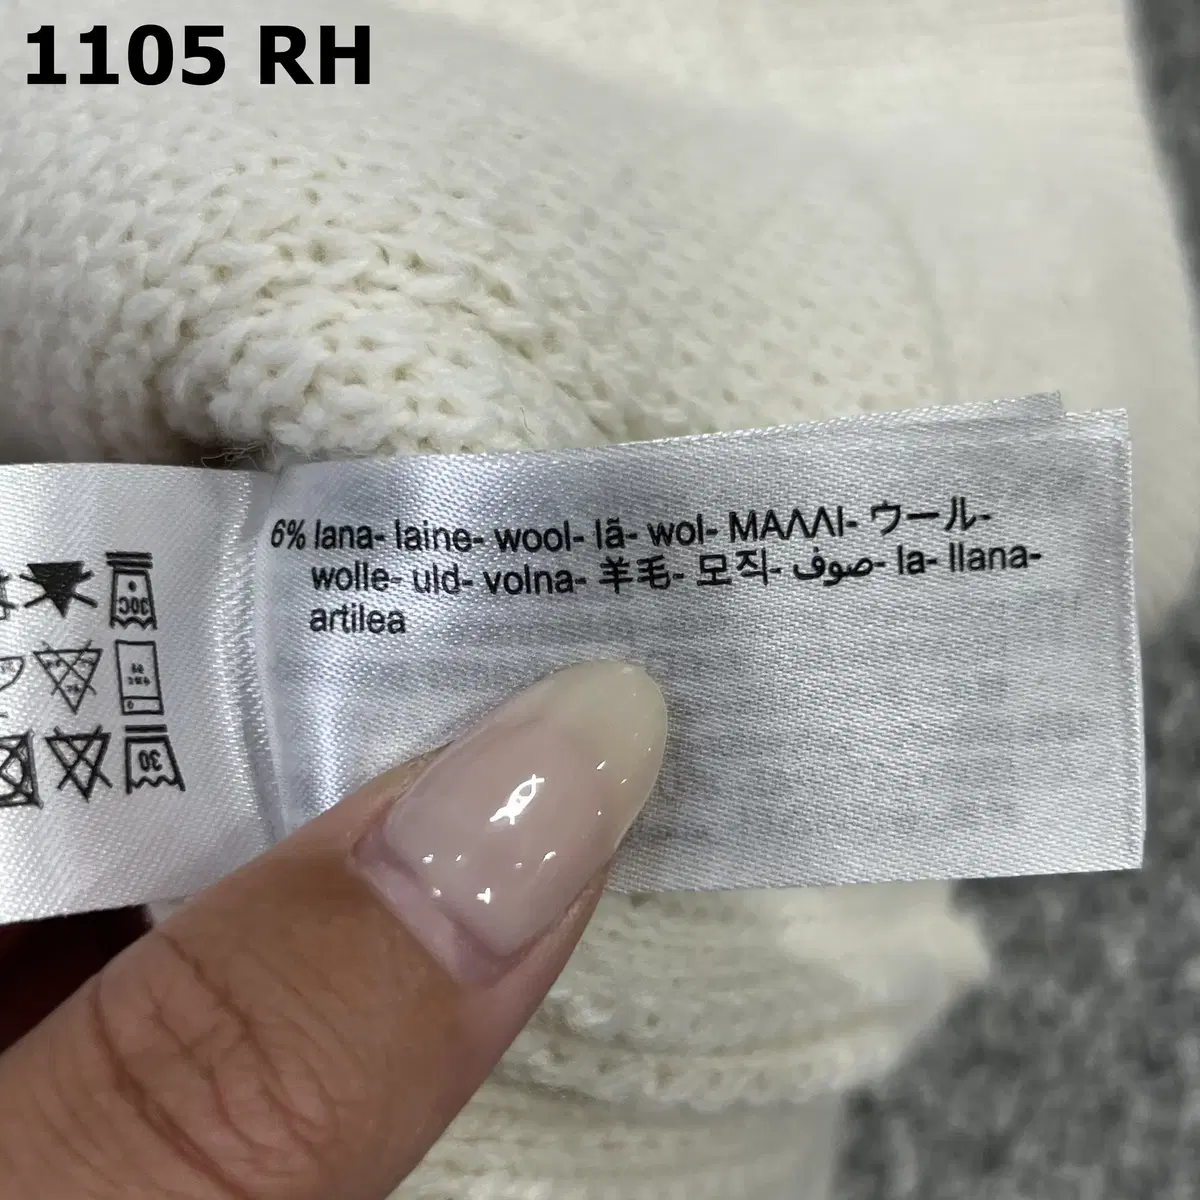 1105 RH
6% lana- laine- wool- lã- wol- ΜΑΛΛΙ- ウール-
wolle- uld- volna- 羊毛- 모직- صوف- la- llana-
artilea
30C
30